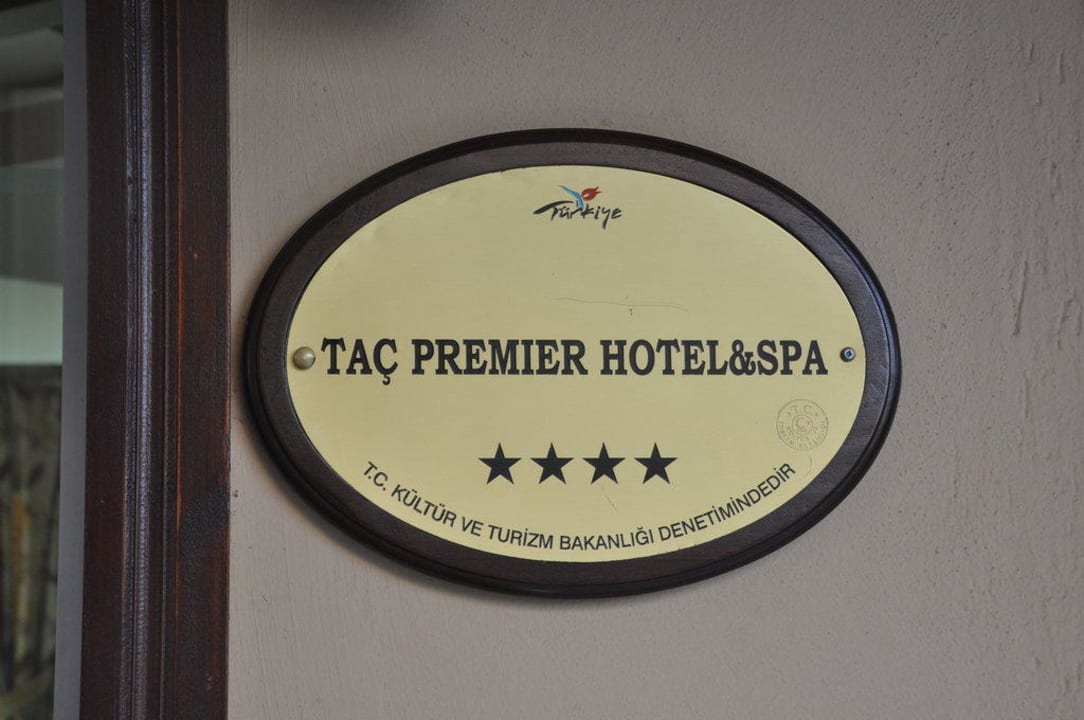 Türkiye
TAÇ PREMIER HOTEL&SPA
★★★★
T.C.
T.C. KÜLTÜR VE TURİZM BAKANLIĞI DENETİMİNDEDİR